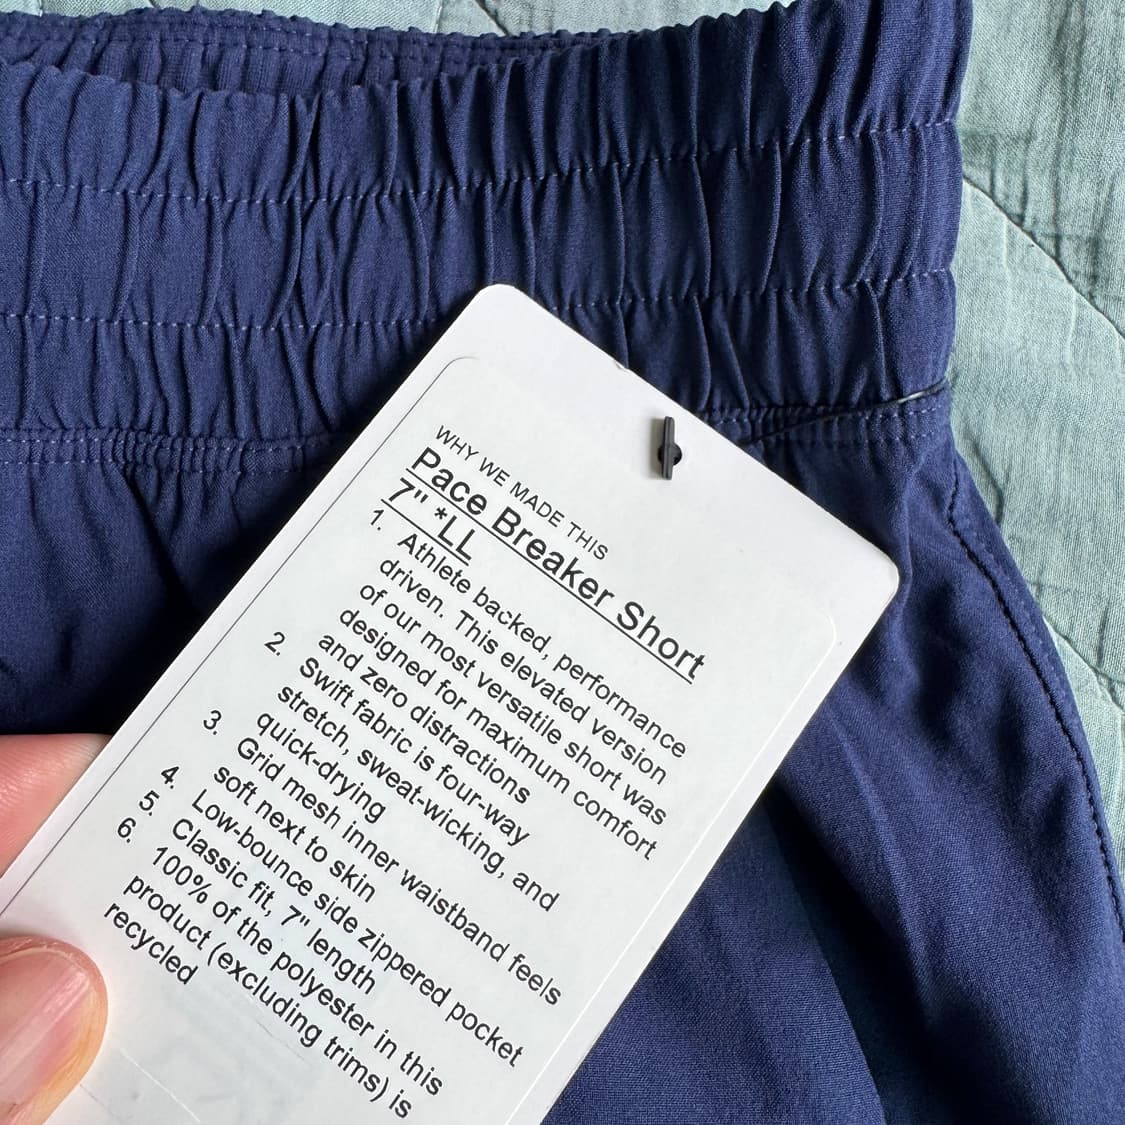 WHY WE MADE THIS
Pace Breaker Short
7" *LL
1. Athlete backed, performance
driven. This elevated version
of our most versatile short was
designed for maximum comfort
and zero distractions
2. Swift fabric is four-way
stretch, sweat-wicking, and
quick-drying
3. Grid mesh inner waistband feels
soft next to skin
4. Low-bounce side zippered pocket
5. Classic fit, 7" length
6. 100% of the polyester in this
product (excluding trims) is
recycled